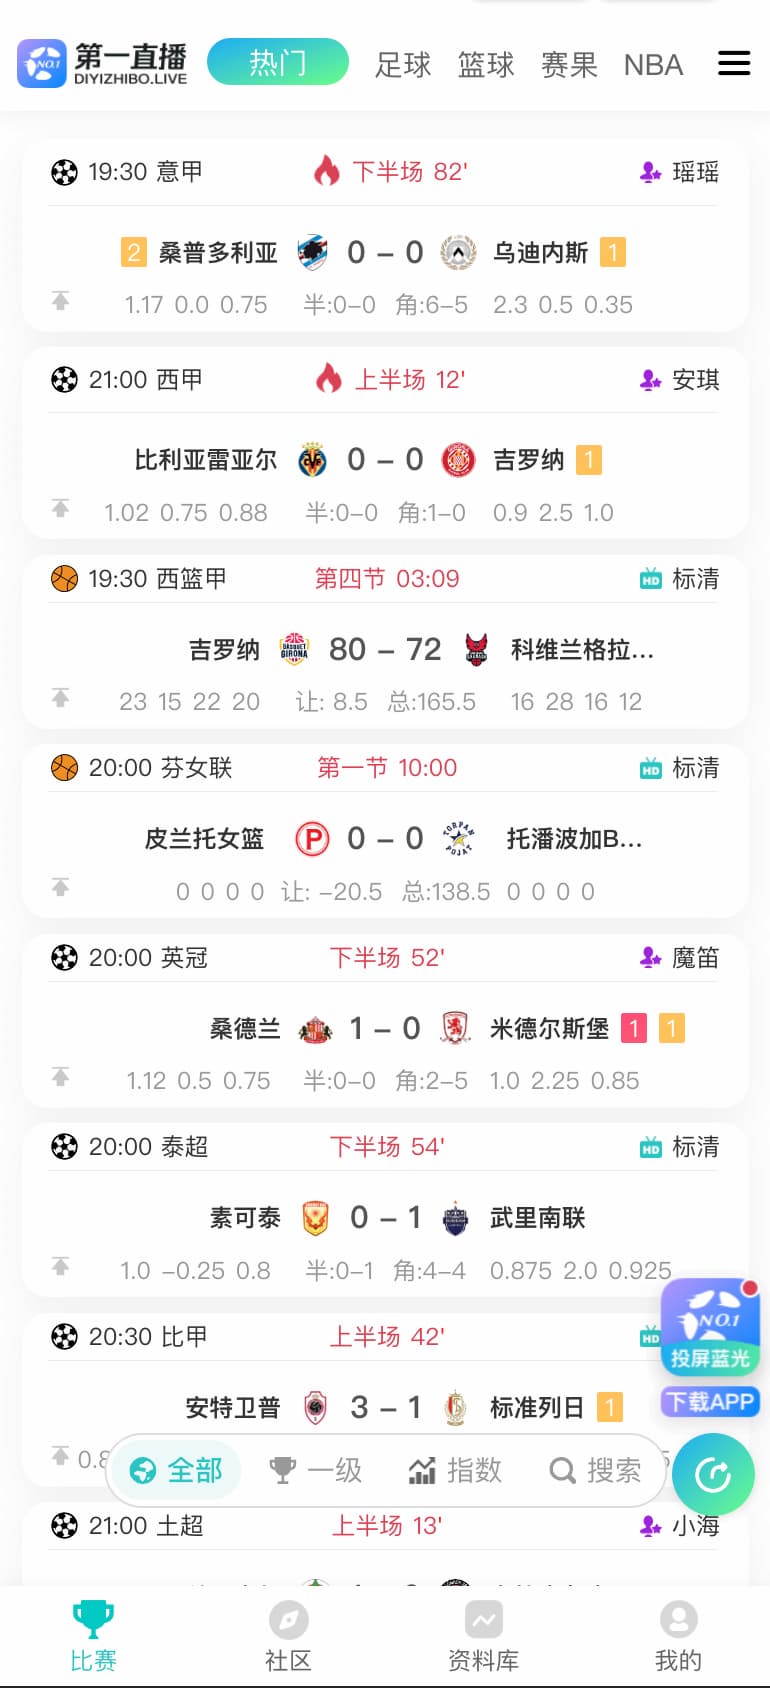 NO.1 第一直播 DIYIZHIBO.LIVE 热门 足球 篮球 赛果 NBA
19:30 意甲 下半场 82' 瑶瑶
2 桑普多利亚 0 – 0 乌迪内斯 1
1.17 0.0 0.75 半:0–0 角:6–5 2.3 0.5 0.35
21:00 西甲 上半场 12' 安琪
比利亚雷亚尔 0 – 0 吉罗纳 1
1.02 0.75 0.88 半:0–0 角:1–0 0.9 2.5 1.0
19:30 西篮甲 第四节 03:09 HD 标清
吉罗纳 BÀSQUET GIRONA 80 – 72 科维兰格拉...
23 15 22 20 让: 8.5 总:165.5 16 28 16 12
20:00 芬女联 第一节 10:00 HD 标清
皮兰托女篮 P 0 – 0 TORPAN POJAT 托潘波加B...
0 0 0 0 让: –20.5 总:138.5 0 0 0 0
20:00 英冠 下半场 52' 魔笛
桑德兰 1 – 0 米德尔斯堡 1 1
1.12 0.5 0.75 半:0–0 角:2–5 1.0 2.25 0.85
20:00 泰超 下半场 54' HD 标清
素可泰 0 – 1 武里南联
1.0 –0.25 0.8 半:0–1 角:4–4 0.875 2.0 0.925
20:30 比甲 上半场 42' HD
NO.1
投屏蓝光
下载APP
安特卫普 3 – 1 标准列日 1
全部 一级 指数 搜索
21:00 土超 上半场 13' 小海
比赛 社区 资料库 我的